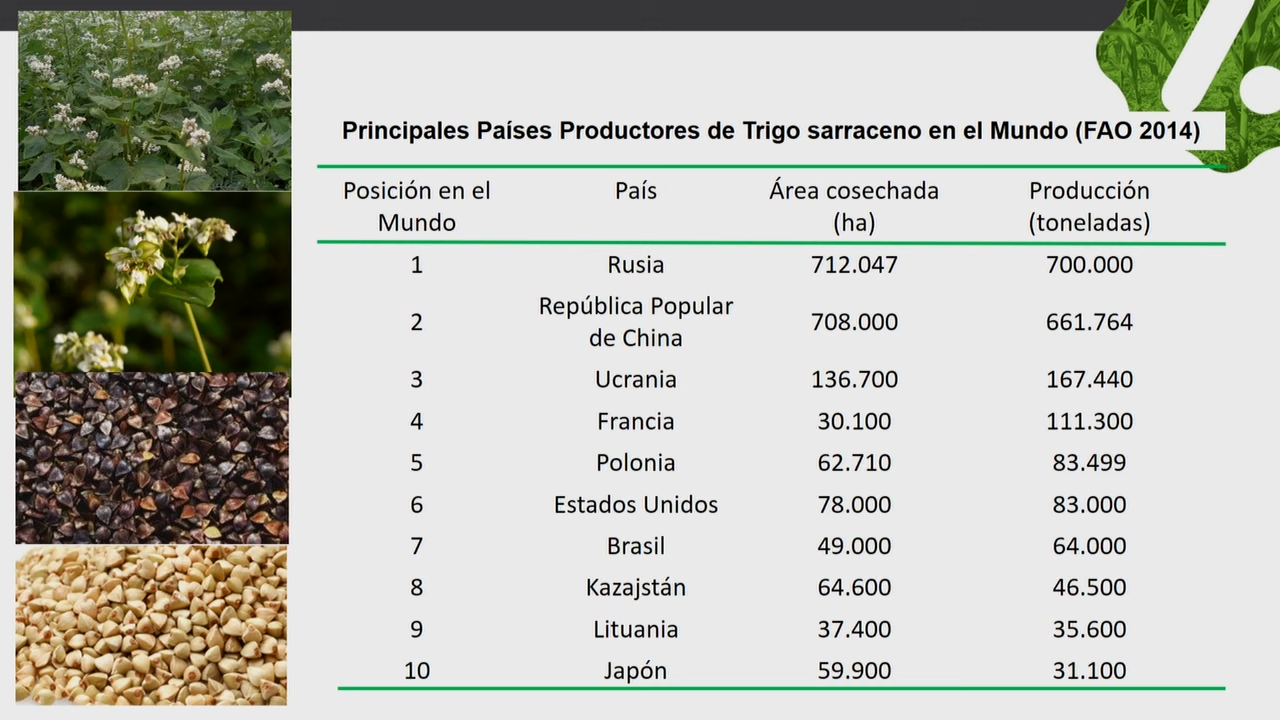 Principales Países Productores de Trigo sarraceno en el Mundo (FAO 2014)
Posición en el Mundo País Área cosechada (ha) Producción (toneladas)
1 Rusia 712.047 700.000
2 República Popular de China 708.000 661.764
3 Ucrania 136.700 167.440
4 Francia 30.100 111.300
5 Polonia 62.710 83.499
6 Estados Unidos 78.000 83.000
7 Brasil 49.000 64.000
8 Kazajstán 64.600 46.500
9 Lituania 37.400 35.600
10 Japón 59.900 31.100